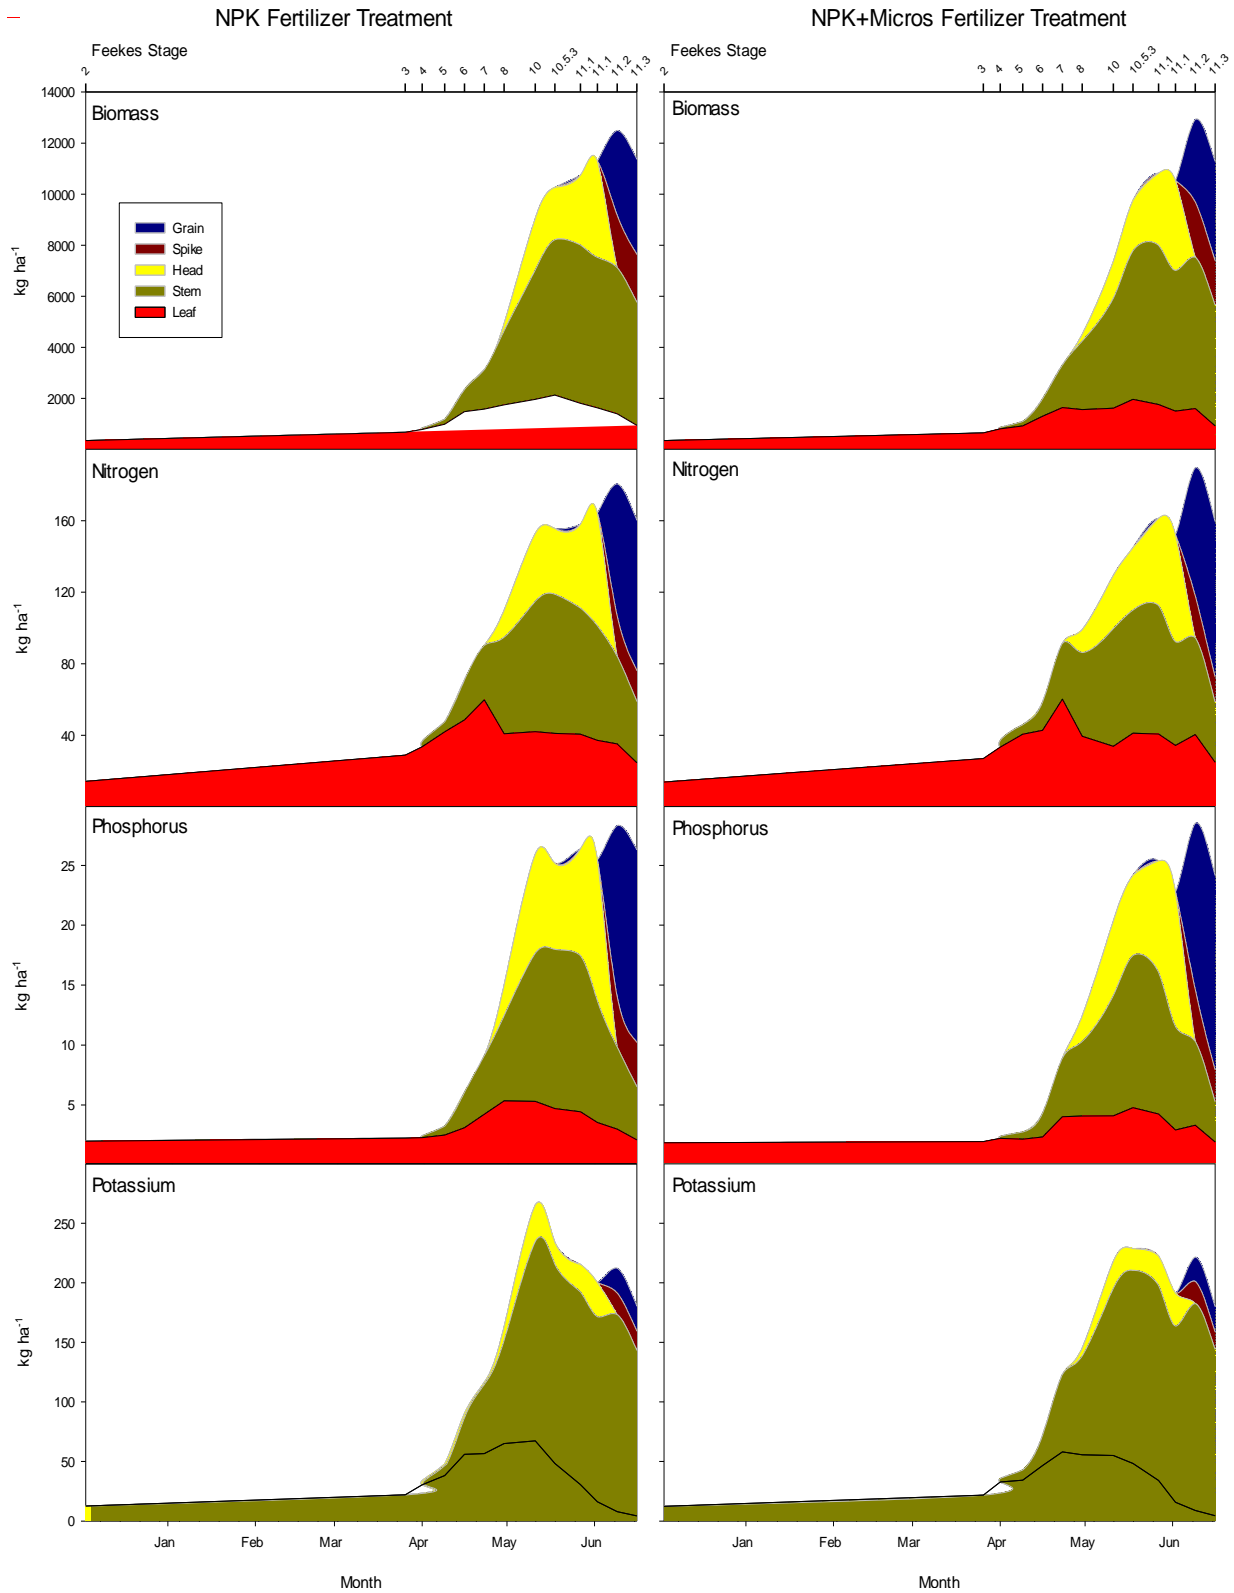 NPK Fertilizer Treatment
NPK+Micros Fertilizer Treatment
Feekes Stage
Feekes Stage
2 3 4 5 6 7 8 10 10.5.3 11.1 11.1 11.2 11.3
2 3 4 5 6 7 8 10 10.5.3 11.1 11.1 11.2 11.3
14000
Biomass
Biomass
12000
10000
8000
6000
4000
2000
kg ha-1
Grain
Spike
Head
Stem
Leaf
Nitrogen
Nitrogen
160
120
80
40
kg ha-1
Phosphorus
Phosphorus
25
20
15
10
5
kg ha-1
Potassium
Potassium
250
200
150
100
50
0
kg ha-1
Jan Feb Mar Apr May Jun
Jan Feb Mar Apr May Jun
Month
Month